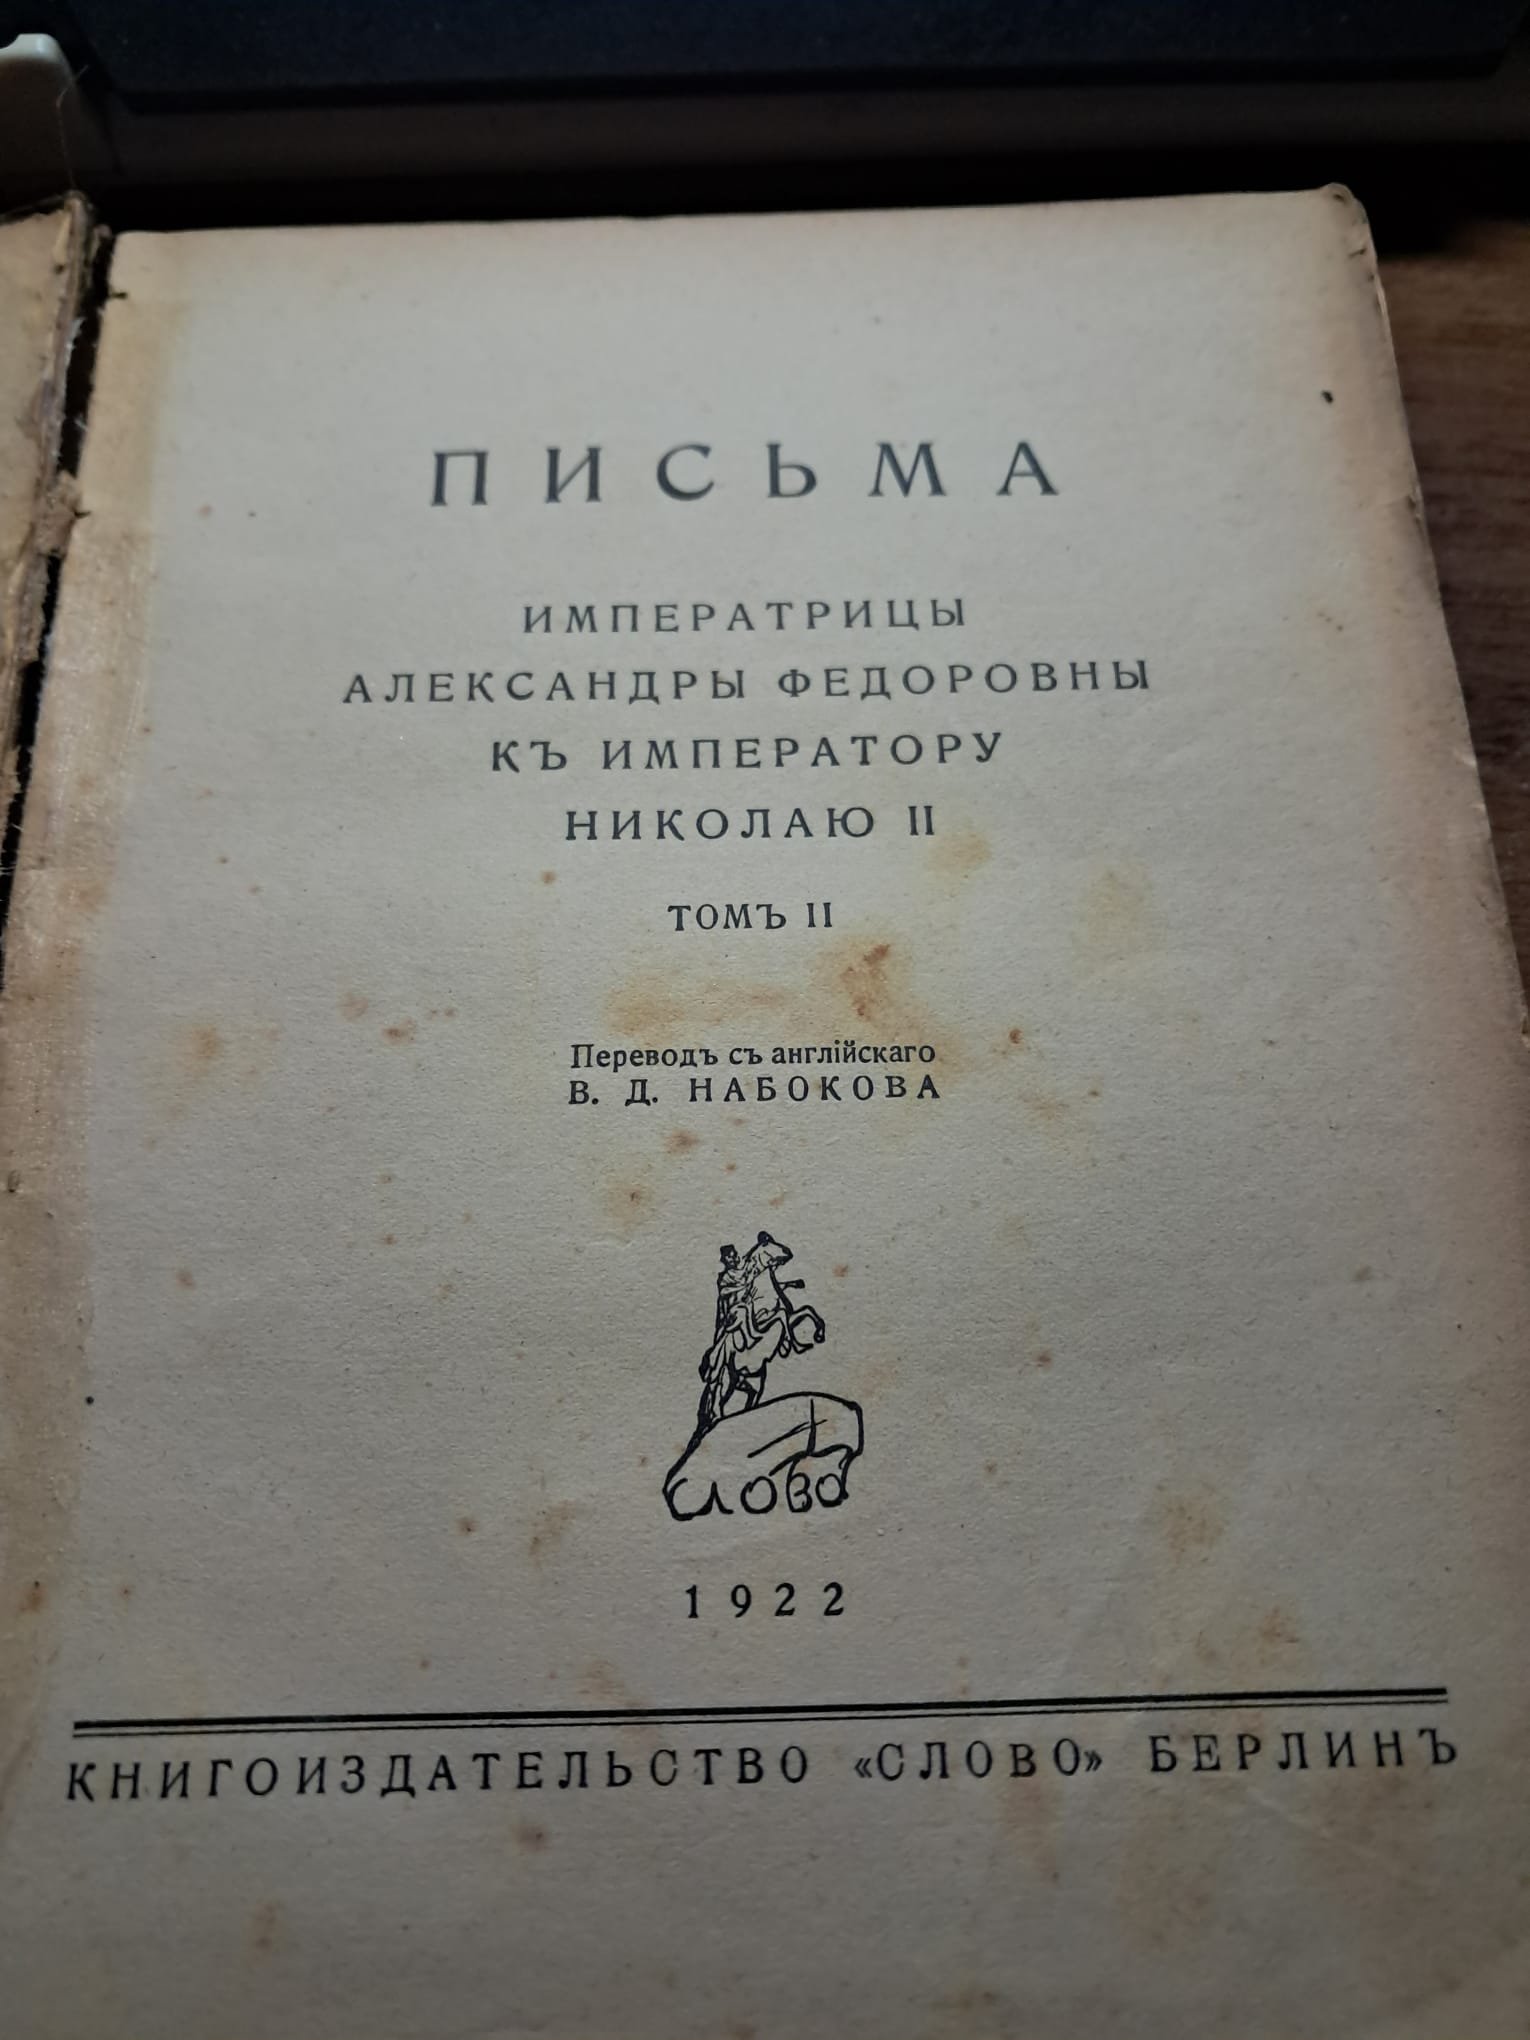 ПИСЬМА
ИМПЕРАТРИЦЫ
АЛЕКСАНДРЫ ФЕДОРОВНЫ
КЪ ИМПЕРАТОРУ
НИКОЛАЮ II
ТОМЪ II
Переводъ съ англійскаго
В. Д. НАБОКОВА
Слово
1922
КНИГОИЗДАТЕЛЬСТВО «СЛОВО» БЕРЛИНЪ